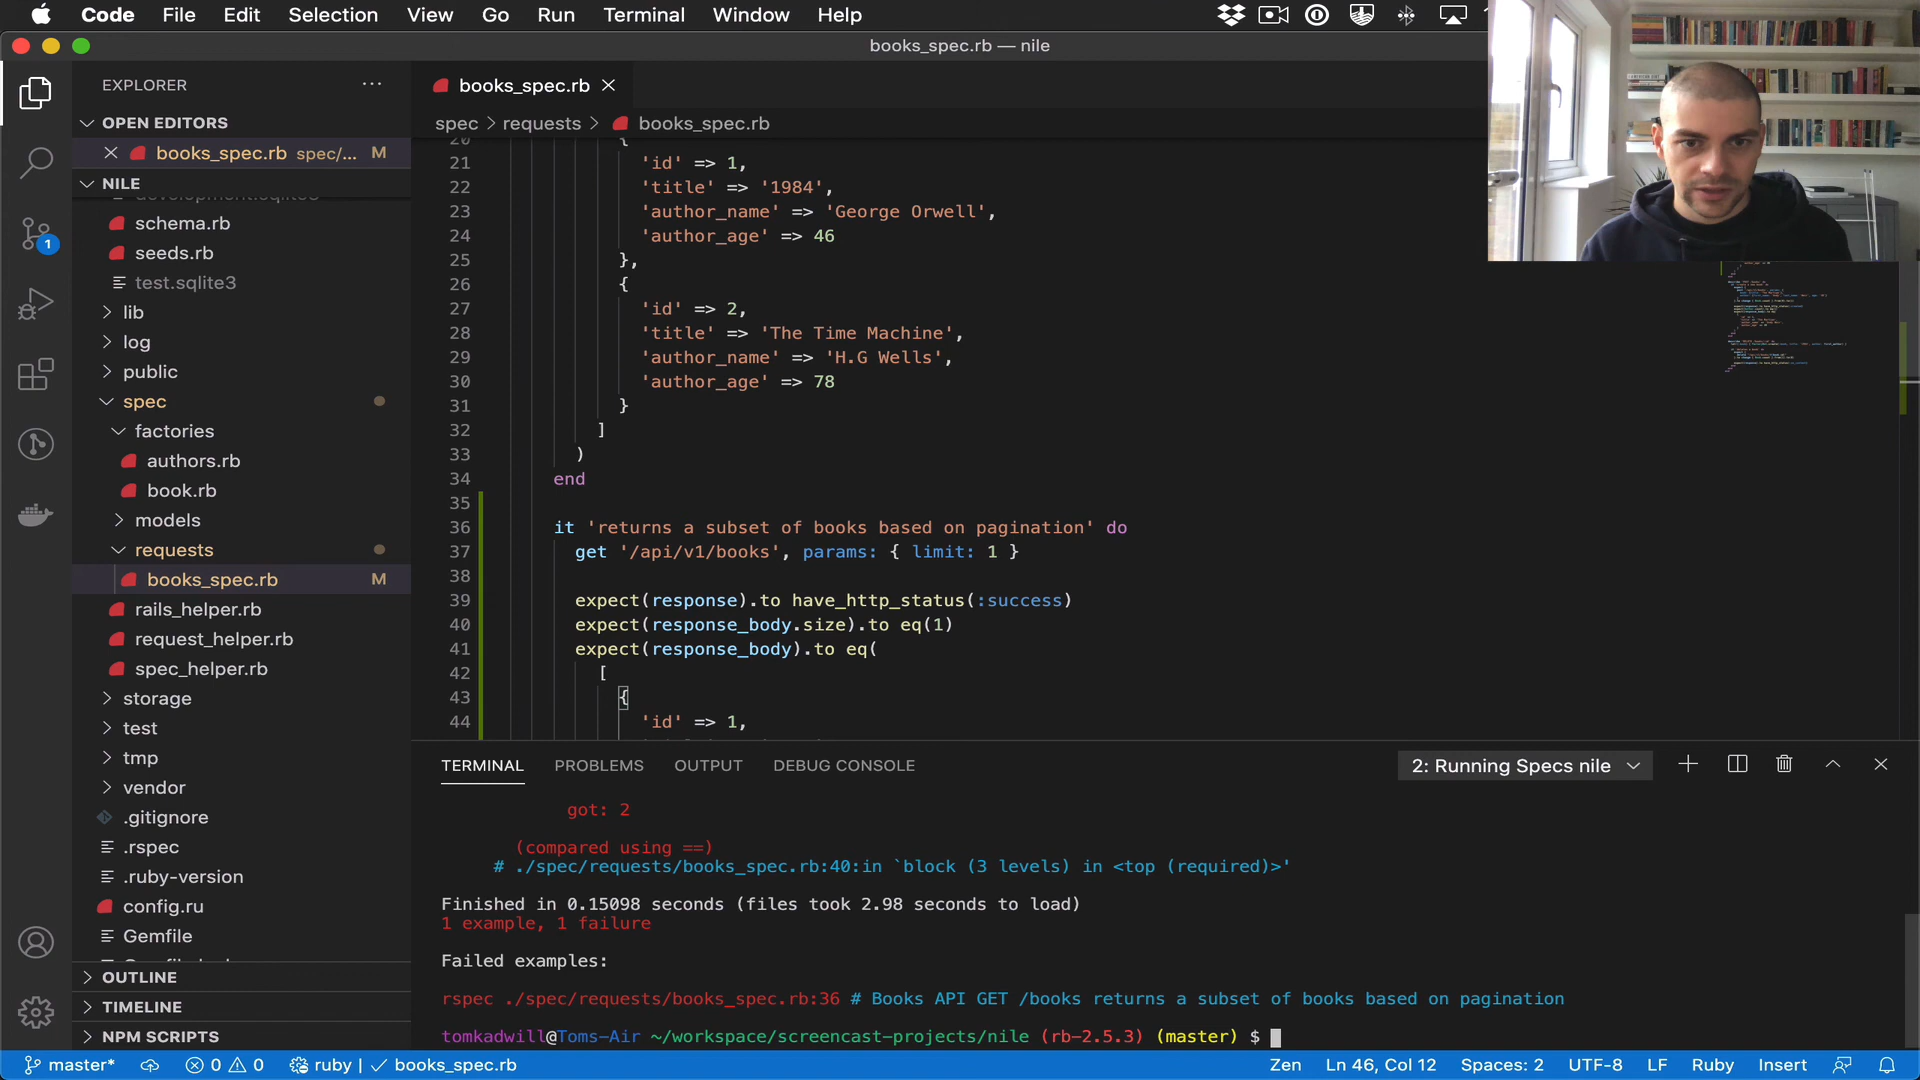 Code File Edit Selection View Go Run Terminal Window Help
books_spec.rb — nile
EXPLORER
OPEN EDITORS
books_spec.rb spec/... M
NILE
development.sqlite3
schema.rb
seeds.rb
test.sqlite3
lib
log
public
spec
factories
authors.rb
book.rb
models
requests
books_spec.rb M
rails_helper.rb
request_helper.rb
spec_helper.rb
storage
test
tmp
vendor
.gitignore
.rspec
.ruby-version
config.ru
Gemfile
OUTLINE
TIMELINE
NPM SCRIPTS
1
books_spec.rb
spec > requests > books_spec.rb
20 {
21 'id' => 1,
22 'title' => '1984',
23 'author_name' => 'George Orwell',
24 'author_age' => 46
25 },
26 {
27 'id' => 2,
28 'title' => 'The Time Machine',
29 'author_name' => 'H.G Wells',
30 'author_age' => 78
31 }
32 ]
33 )
34 end
35
36 it 'returns a subset of books based on pagination' do
37 get '/api/v1/books', params: { limit: 1 }
38
39 expect(response).to have_http_status(:success)
40 expect(response_body.size).to eq(1)
41 expect(response_body).to eq(
42 [
43 {
44 'id' => 1,
TERMINAL PROBLEMS OUTPUT DEBUG CONSOLE 2: Running Specs nile
got: 2
(compared using ==)
# ./spec/requests/books_spec.rb:40:in `block (3 levels) in <top (required)>'
Finished in 0.15098 seconds (files took 2.98 seconds to load)
1 example, 1 failure
Failed examples:
rspec ./spec/requests/books_spec.rb:36 # Books API GET /books returns a subset of books based on pagination
tomkadwill@Toms-Air ~/workspace/screencast-projects/nile (rb-2.5.3) (master) $
master* 0 0 ruby | books_spec.rb Zen Ln 46, Col 12 Spaces: 2 UTF-8 LF Ruby Insert